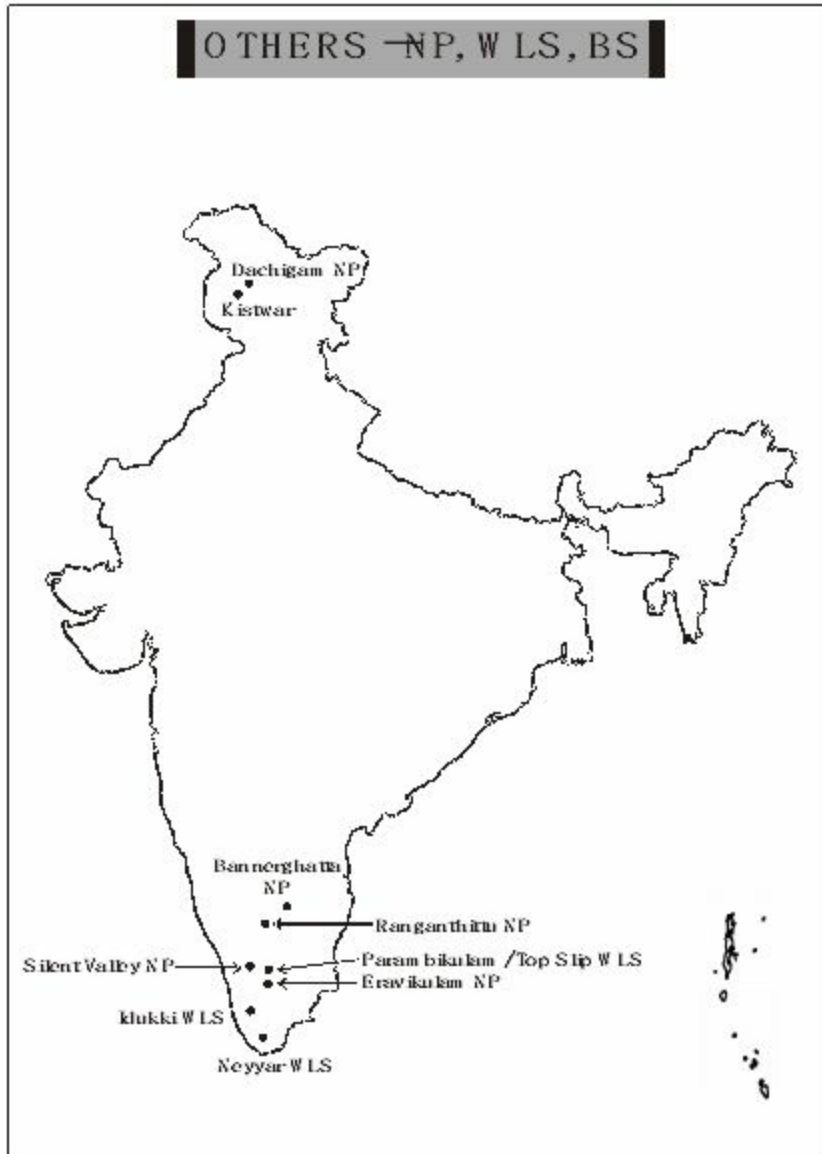 OTHERS -NP, WLS, BS
Dachigam NP
Kistwar
Bannerghatta
NP
Ranganthittu NP
Silent Valley NP
Parambikulam /Top Slip WLS
Eravikulam NP
Idukki WLS
Neyyar WLS